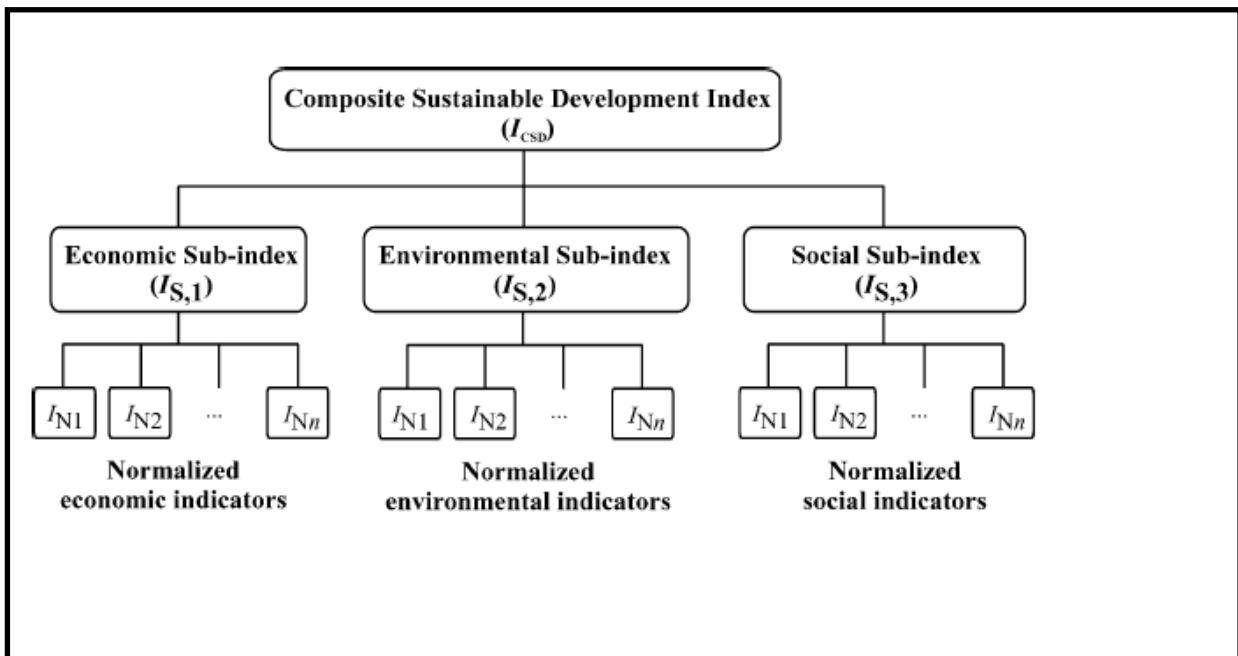 Composite Sustainable Development Index
(I_CSD)
Economic Sub-index
(I_S,1)
Environmental Sub-index
(I_S,2)
Social Sub-index
(I_S,3)
I_N1 I_N2 ... I_Nn
I_N1 I_N2 ... I_Nn
I_N1 I_N2 ... I_Nn
Normalized
economic indicators
Normalized
environmental indicators
Normalized
social indicators